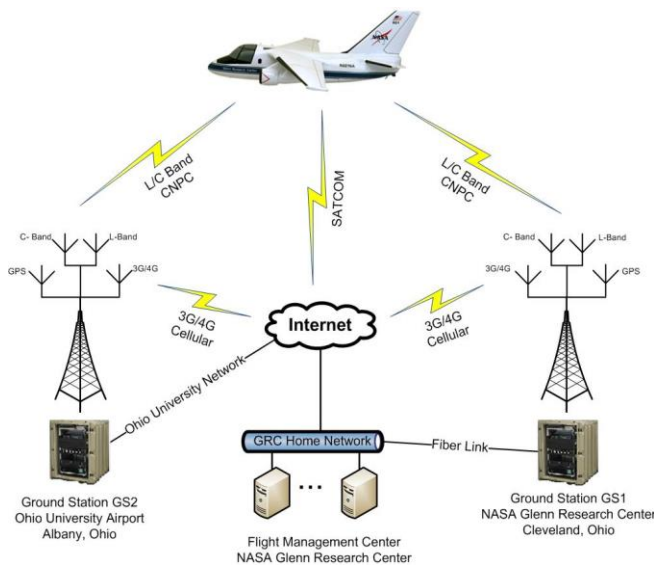 NASA
L/C Band
CNPC
SATCOM
L/C Band
CNPC
C- Band
L-Band
GPS
3G/4G
C- Band
L-Band
3G/4G
GPS
3G/4G
Cellular
Internet
3G/4G
Cellular
Ohio University Network
GRC Home Network
Fiber Link
Ground Station GS2
Ohio University Airport
Albany, Ohio
Flight Management Center
NASA Glenn Research Center
Ground Station GS1
NASA Glenn Research Center
Cleveland, Ohio